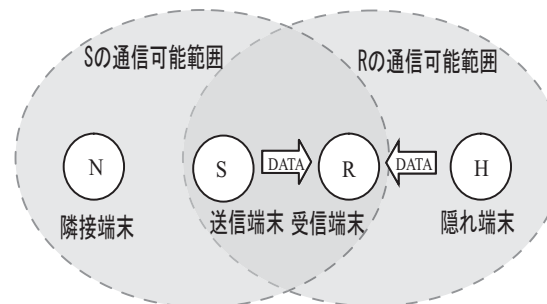 Sの通信可能範囲
Rの通信可能範囲
N
S
DATA
R
DATA
H
隣接端末
送信端末
受信端末
隠れ端末